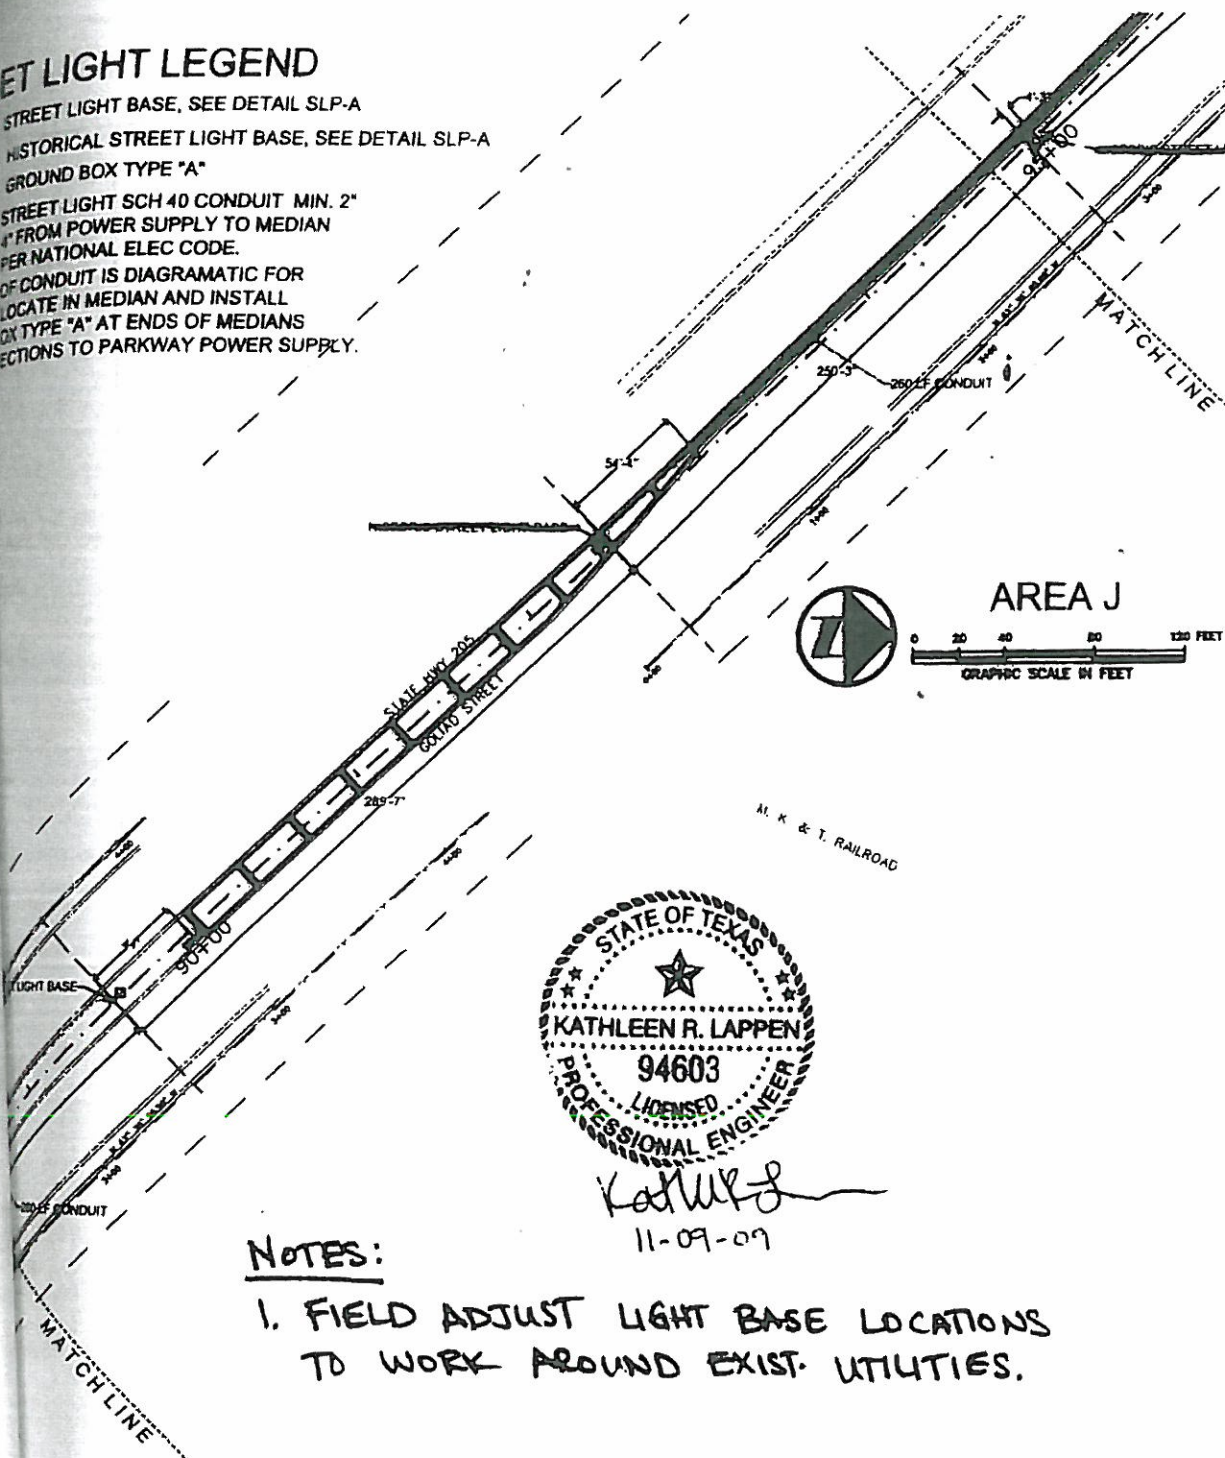 ET LIGHT LEGEND
STREET LIGHT BASE, SEE DETAIL SLP-A
HISTORICAL STREET LIGHT BASE, SEE DETAIL SLP-A
GROUND BOX TYPE "A"
STREET LIGHT SCH 40 CONDUIT MIN. 2"
4" FROM POWER SUPPLY TO MEDIAN
PER NATIONAL ELEC CODE.
OF CONDUIT IS DIAGRAMATIC FOR
LOCATE IN MEDIAN AND INSTALL
OX TYPE "A" AT ENDS OF MEDIANS
ECTIONS TO PARKWAY POWER SUPPLY.
95+00
MATCH LINE
250'-3"
260 LF CONDUIT
54'-4"
AREA J
0 20 40 80 120 FEET
GRAPHIC SCALE IN FEET
STATE HWY 205
GOLIAD STREET
289'-7"
M. K. & T. RAILROAD
90+00
LIGHT BASE
STATE OF TEXAS
KATHLEEN R. LAPPEN
94603
LICENSED
PROFESSIONAL ENGINEER
11-09-09
LF CONDUIT
MATCH LINE
NOTES:
1. FIELD ADJUST LIGHT BASE LOCATIONS
TO WORK AROUND EXIST. UTILITIES.